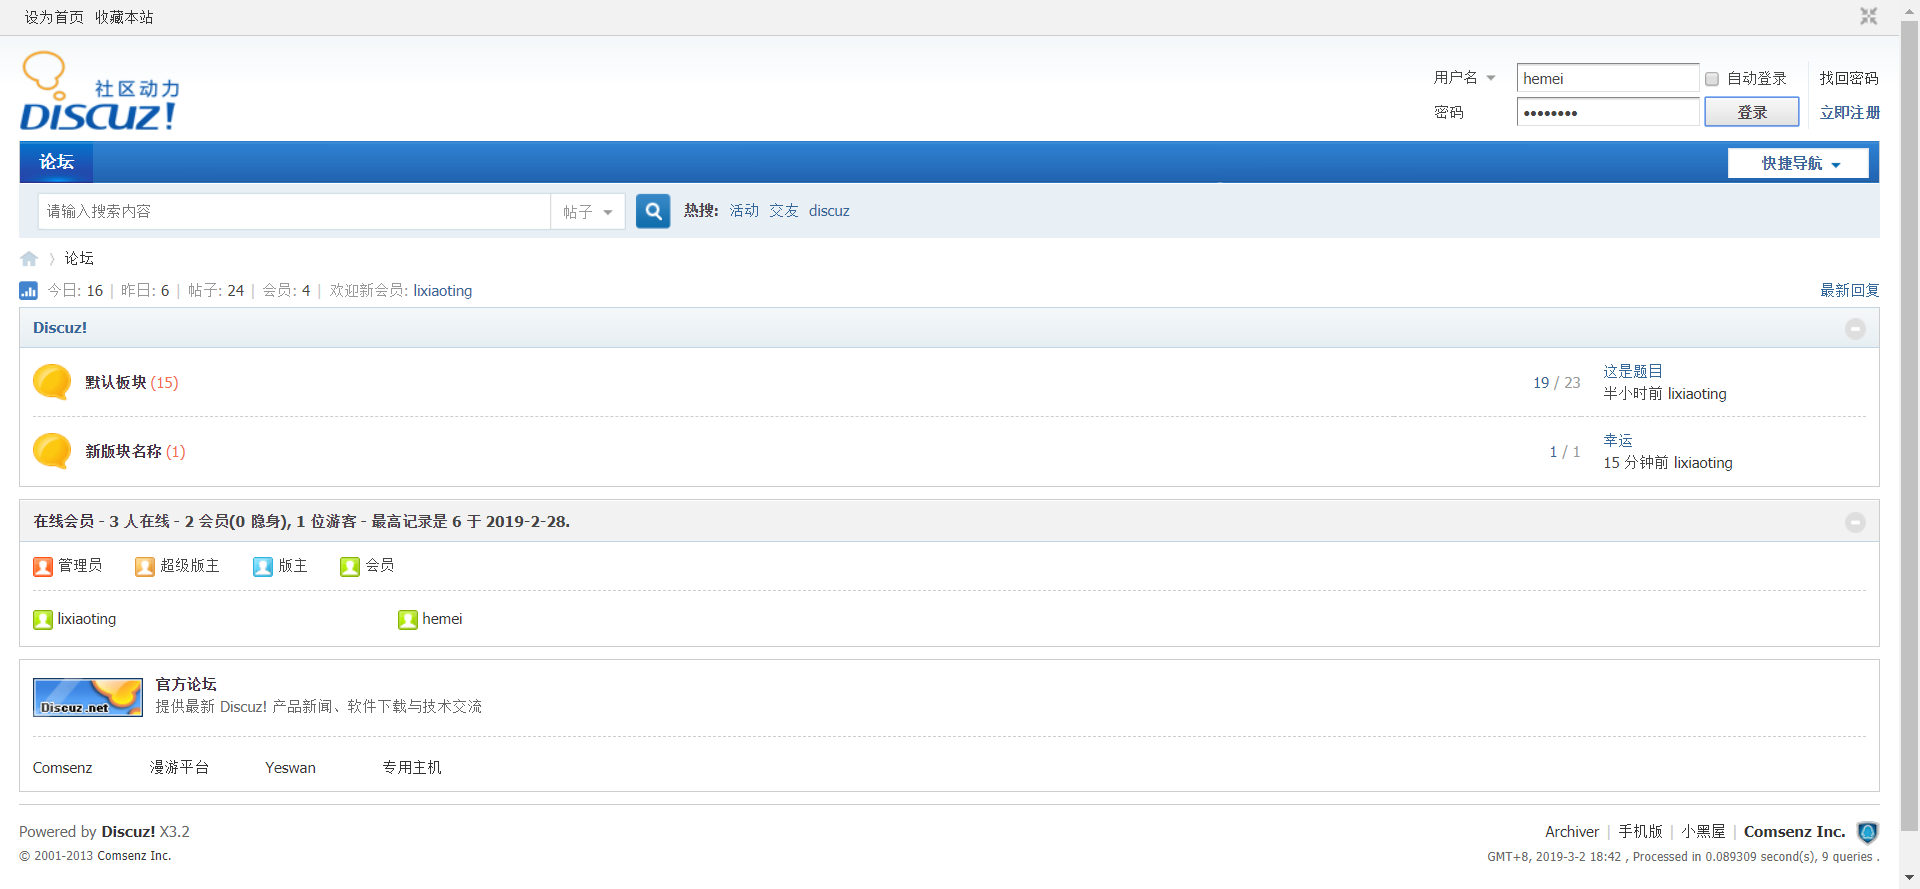 设为首页 收藏本站
社区动力
DISCUZ!
用户名 hemei 自动登录 找回密码
密码 •••••••• 登录 立即注册
论坛 快捷导航
请输入搜索内容 帖子 热搜: 活动 交友 discuz
论坛
今日: 16 | 昨日: 6 | 帖子: 24 | 会员: 4 | 欢迎新会员: lixiaoting 最新回复
Discuz!
默认板块 (15) 19 / 23 这是题目
半小时前 lixiaoting
新版块名称 (1) 1 / 1 幸运
15 分钟前 lixiaoting
在线会员 - 3 人在线 - 2 会员(0 隐身), 1 位游客 - 最高记录是 6 于 2019-2-28.
管理员 超级版主 版主 会员
lixiaoting hemei
Discuz.net 官方论坛
提供最新 Discuz! 产品新闻、软件下载与技术交流
Comsenz 漫游平台 Yeswan 专用主机
Powered by Discuz! X3.2 Archiver | 手机版 | 小黑屋 | Comsenz Inc.
© 2001-2013 Comsenz Inc. GMT+8, 2019-3-2 18:42 , Processed in 0.089309 second(s), 9 queries .